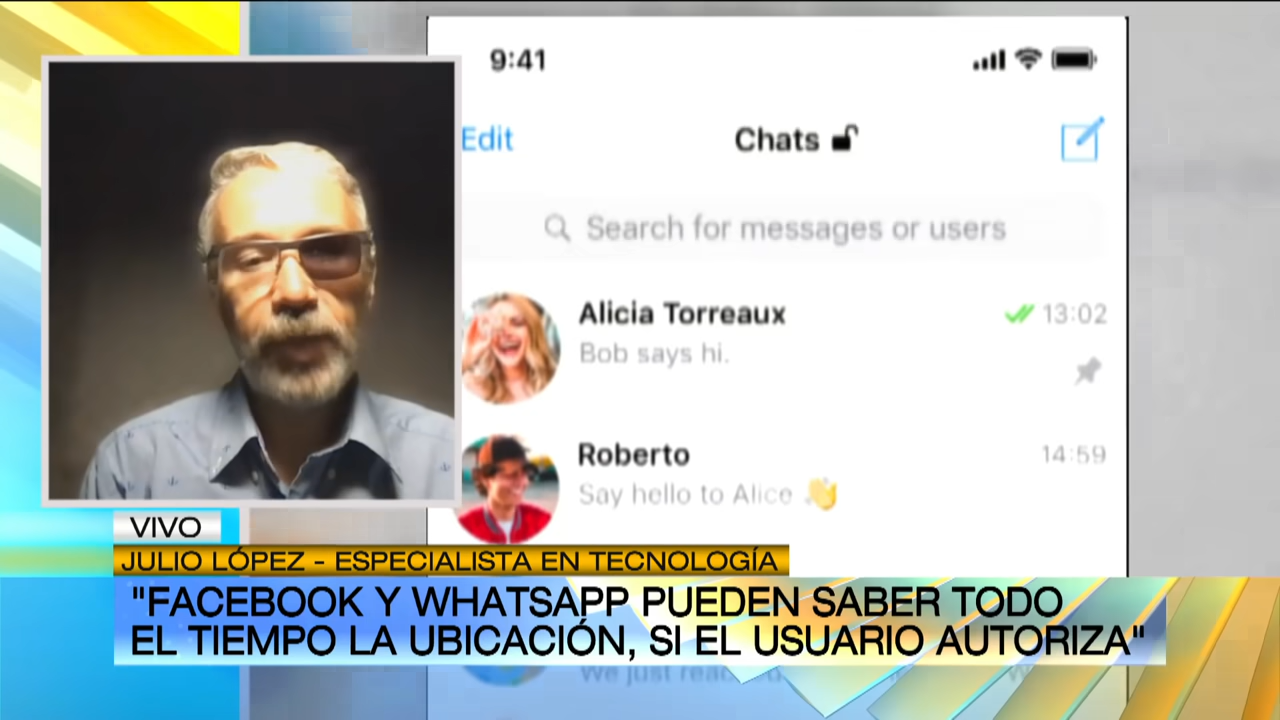 9:41
Edit
Chats
Search for messages or users
Alicia Torreaux
13:02
Bob says hi.
Roberto
14:59
Say hello to Alice 👋
VIVO
JULIO LÓPEZ - ESPECIALISTA EN TECNOLOGÍA
"FACEBOOK Y WHATSAPP PUEDEN SABER TODO
EL TIEMPO LA UBICACIÓN, SI EL USUARIO AUTORIZA"
We just